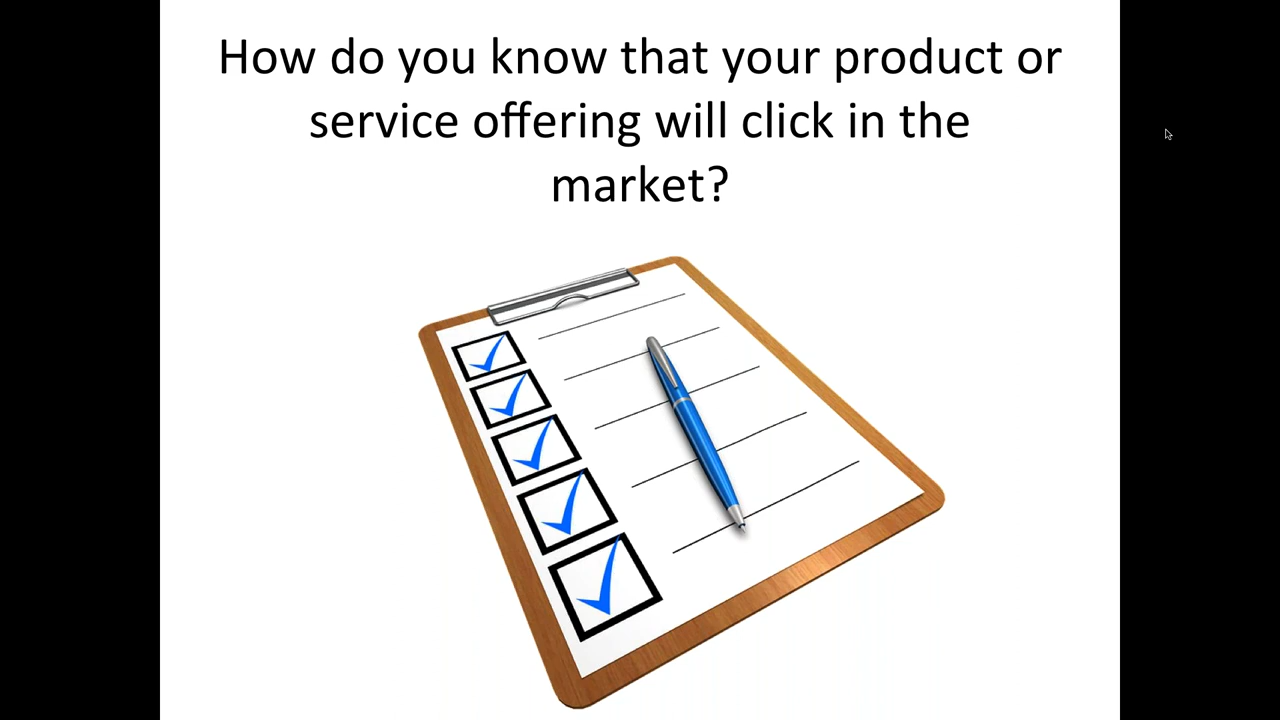 How do you know that your product or
service offering will click in the
market?